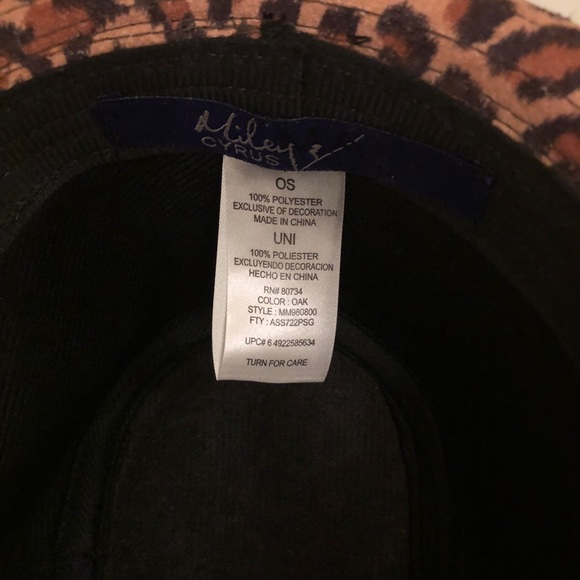 Miley
CYRUS
OS
100% POLYESTER
EXCLUSIVE OF DECORATION
MADE IN CHINA
UNI
100% POLIESTER
EXCLUYENDO DECORACION
HECHO EN CHINA
RN# 80734
COLOR : OAK
STYLE : MM980800
FTY : ASS722PSG
UPC# 6 4922585634
TURN FOR CARE